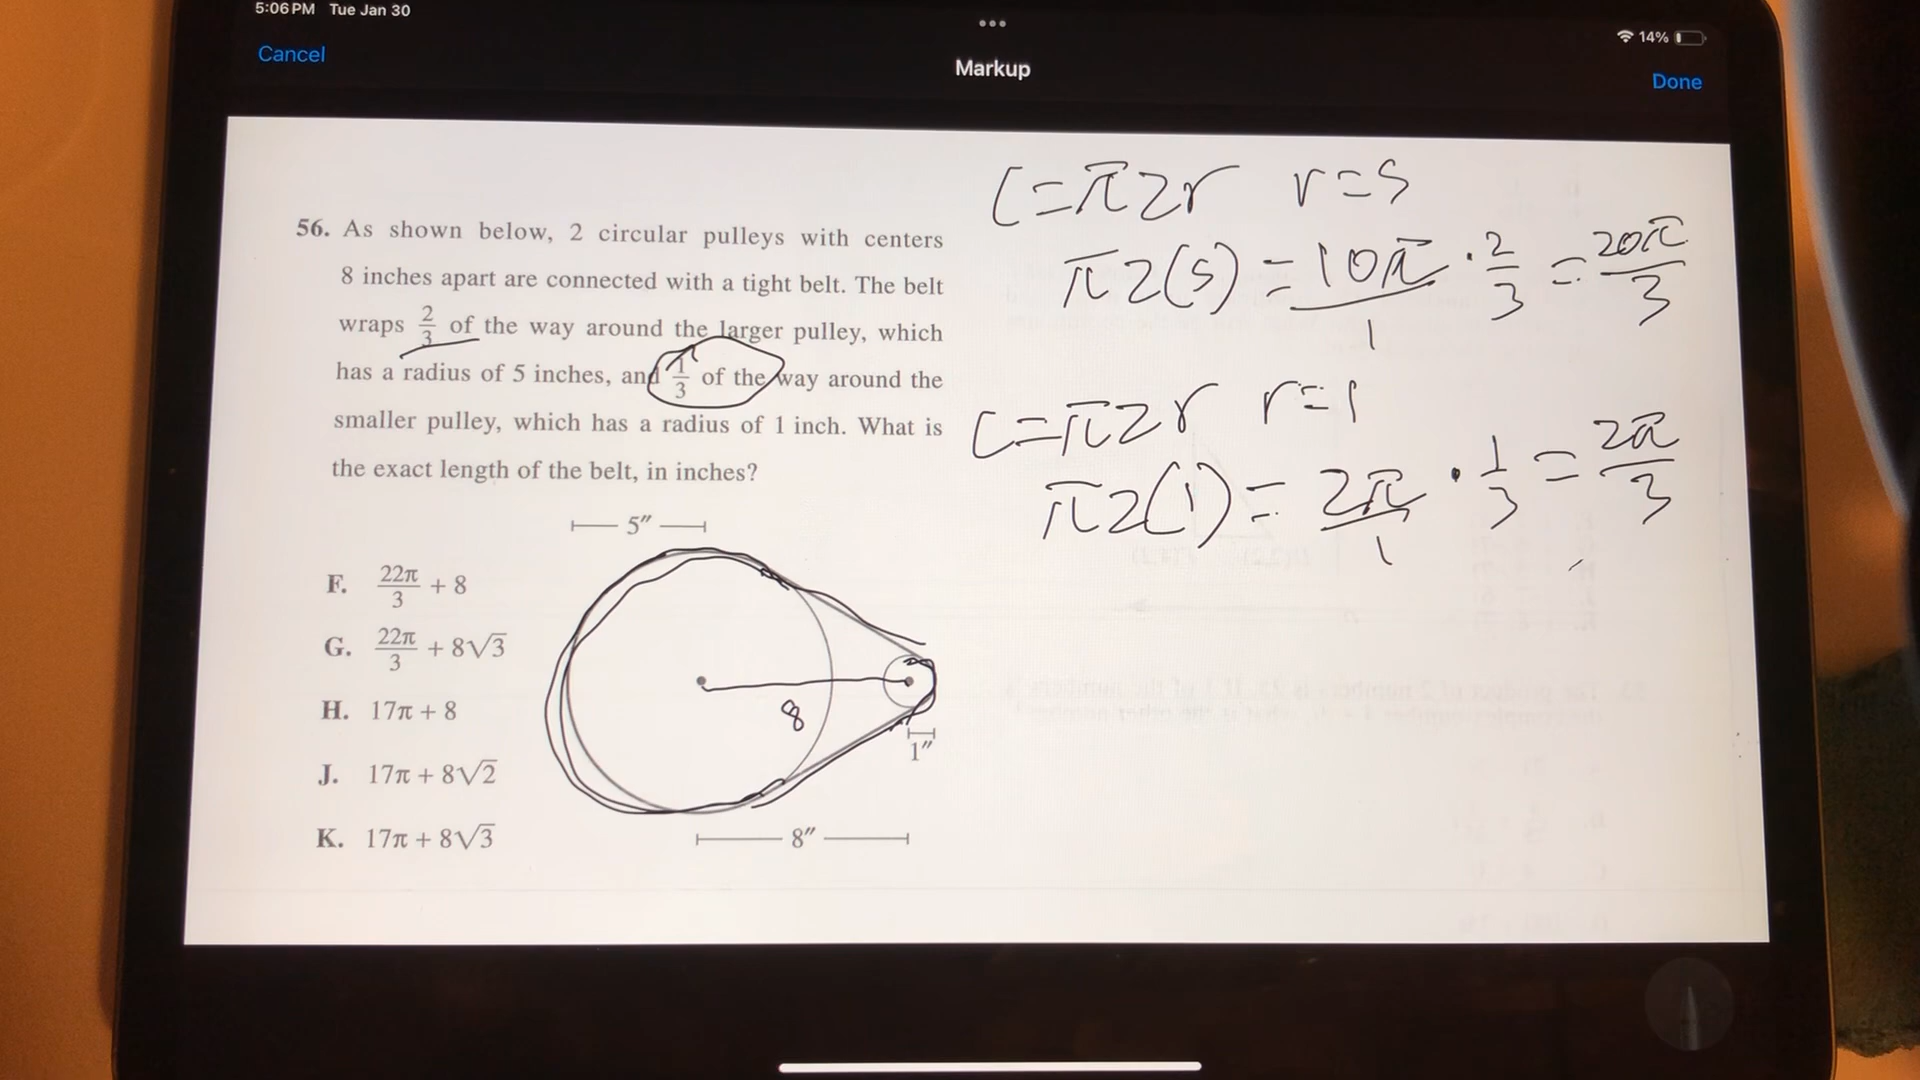 5:06 PM Tue Jan 30
14%
Cancel
Markup
Done
56. As shown below, 2 circular pulleys with centers
8 inches apart are connected with a tight belt. The belt
wraps 2/3 of the way around the larger pulley, which
has a radius of 5 inches, and 1/3 of the way around the
smaller pulley, which has a radius of 1 inch. What is
the exact length of the belt, in inches?
5″
F. 22π/3 + 8
G. 22π/3 + 8√3
H. 17π + 8
J. 17π + 8√2
K. 17π + 8√3
8
1″
8″
C=π2r r=5
π2(5) = 10π/1 · 2/3 = 20π/3
C=π2r r=1
π2(1) = 2π/1 · 1/3 = 2π/3